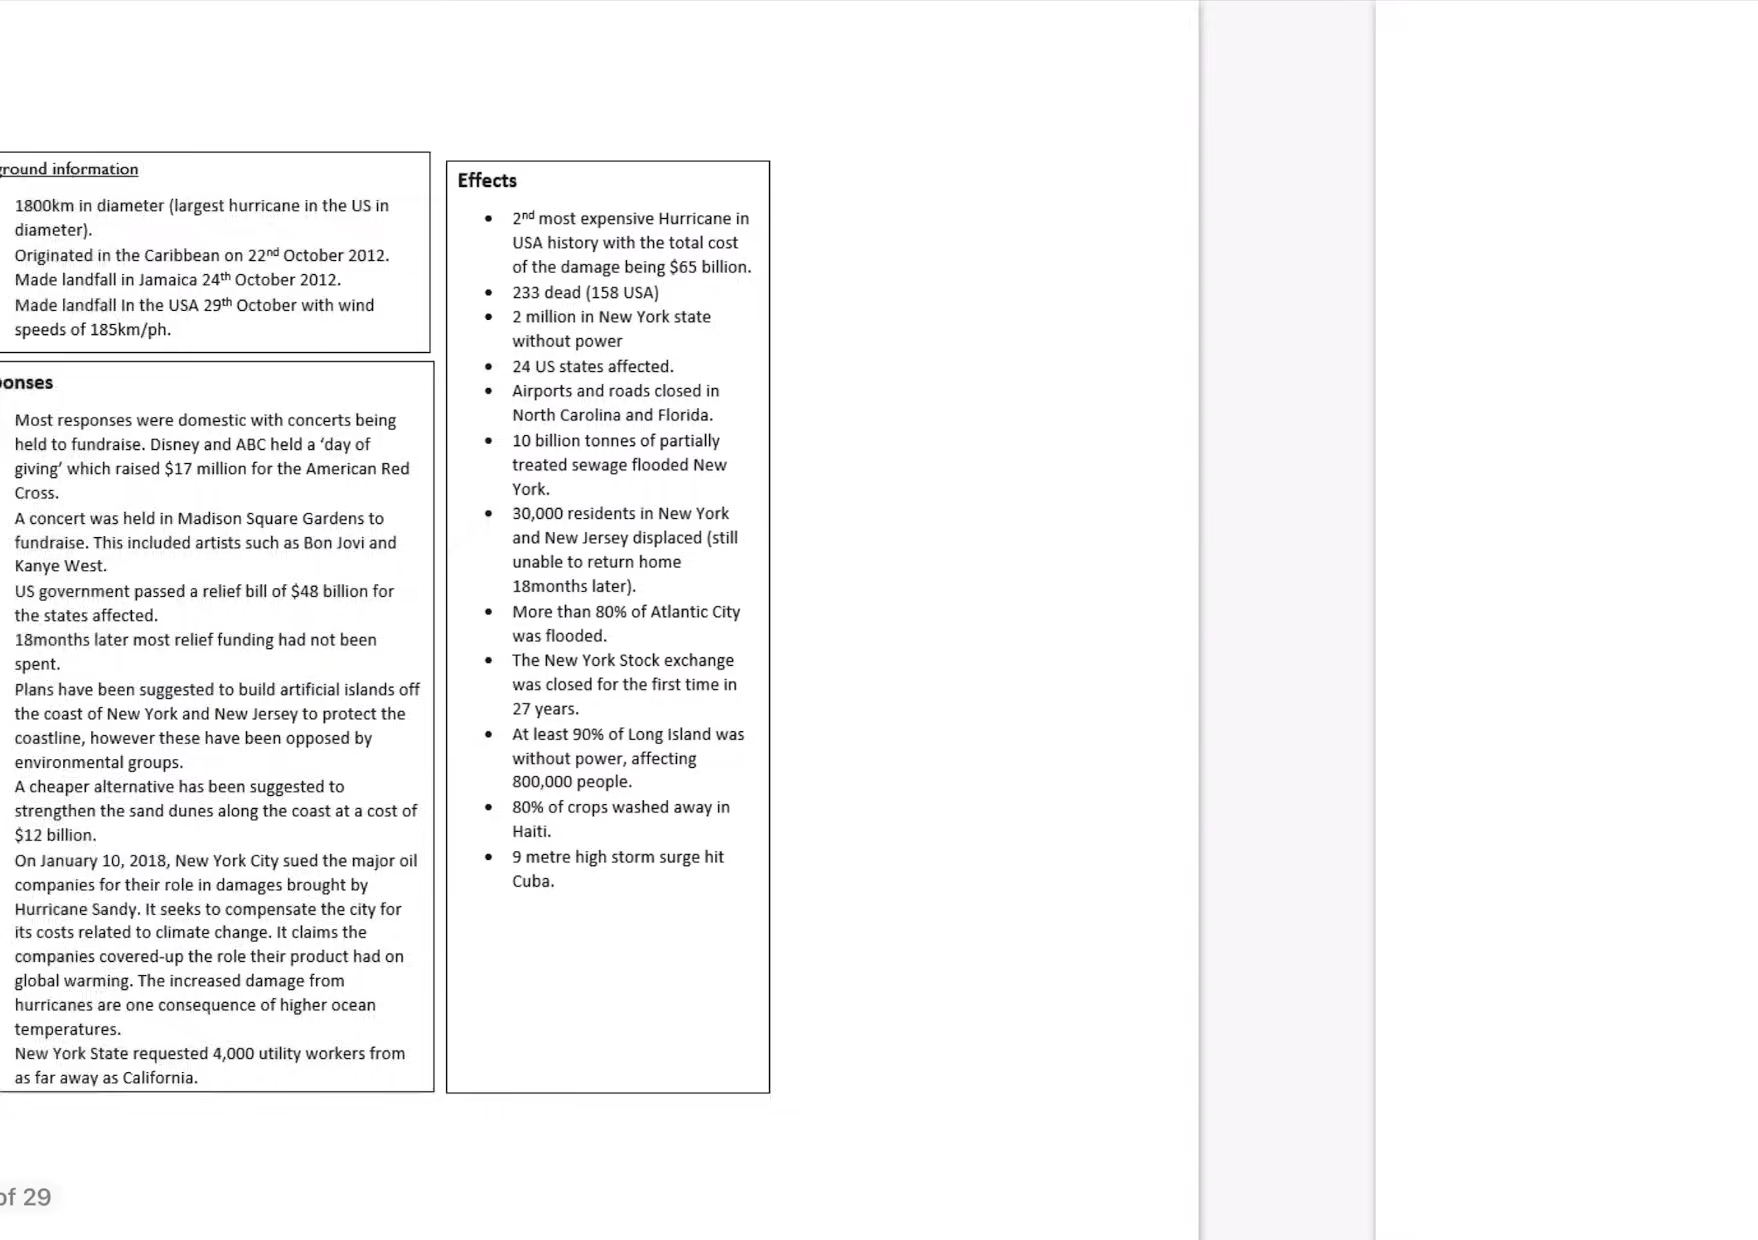 ground information
1800km in diameter (largest hurricane in the US in
diameter).
Originated in the Caribbean on 22nd October 2012.
Made landfall in Jamaica 24th October 2012.
Made landfall In the USA 29th October with wind
speeds of 185km/ph.
ponses
Most responses were domestic with concerts being
held to fundraise. Disney and ABC held a ‘day of
giving’ which raised $17 million for the American Red
Cross.
A concert was held in Madison Square Gardens to
fundraise. This included artists such as Bon Jovi and
Kanye West.
US government passed a relief bill of $48 billion for
the states affected.
18months later most relief funding had not been
spent.
Plans have been suggested to build artificial islands off
the coast of New York and New Jersey to protect the
coastline, however these have been opposed by
environmental groups.
A cheaper alternative has been suggested to
strengthen the sand dunes along the coast at a cost of
$12 billion.
On January 10, 2018, New York City sued the major oil
companies for their role in damages brought by
Hurricane Sandy. It seeks to compensate the city for
its costs related to climate change. It claims the
companies covered-up the role their product had on
global warming. The increased damage from
hurricanes are one consequence of higher ocean
temperatures.
New York State requested 4,000 utility workers from
as far away as California.
Effects
• 2nd most expensive Hurricane in
USA history with the total cost
of the damage being $65 billion.
• 233 dead (158 USA)
• 2 million in New York state
without power
• 24 US states affected.
• Airports and roads closed in
North Carolina and Florida.
• 10 billion tonnes of partially
treated sewage flooded New
York.
• 30,000 residents in New York
and New Jersey displaced (still
unable to return home
18months later).
• More than 80% of Atlantic City
was flooded.
• The New York Stock exchange
was closed for the first time in
27 years.
• At least 90% of Long Island was
without power, affecting
800,000 people.
• 80% of crops washed away in
Haiti.
• 9 metre high storm surge hit
Cuba.
of 29